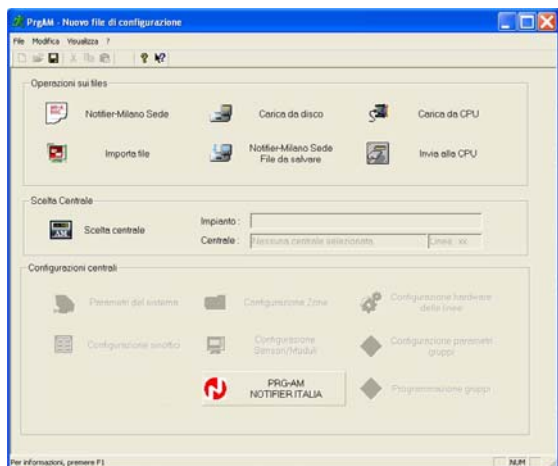 PrgAM - Nuovo file di configurazione
File Modifica Visualizza ?
Operazioni sui files
Notifier-Milano Sede
Carica da disco
Carica da CPU
Importa file
Notifier-Milano Sede
File da salvare
Invia alla CPU
Scelta Centrale
AM
Scelta centrale
Impianto :
Centrale : Nessuna centrale selezionata Linea xx
Configurazioni centrali
Parametri del sistema
Configurazione Zone
Configurazione hardware
delle linee
Configurazione sinottici
Configurazione
Sensori/Moduli
Configurazione parametri
gruppi
PRG-AM
NOTIFIER ITALIA
Programmazione gruppi
Per informazioni, premere F1
NUM